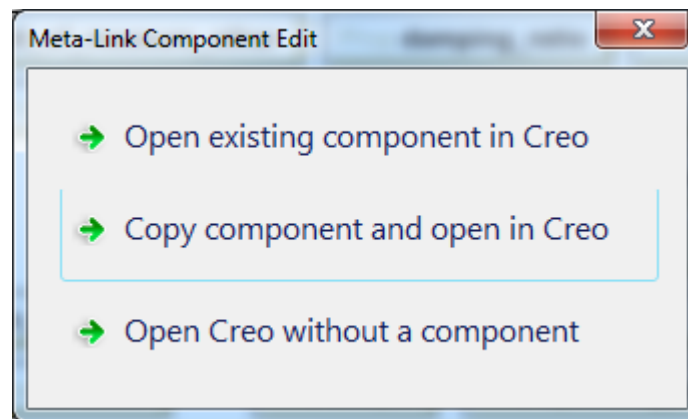 Meta-Link Component Edit
Open existing component in Creo
Copy component and open in Creo
Open Creo without a component